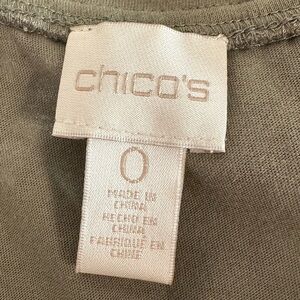 chico's
0
MADE IN
CHINA
HECHO EN
CHINA
FABRIQUÉ EN
CHINE